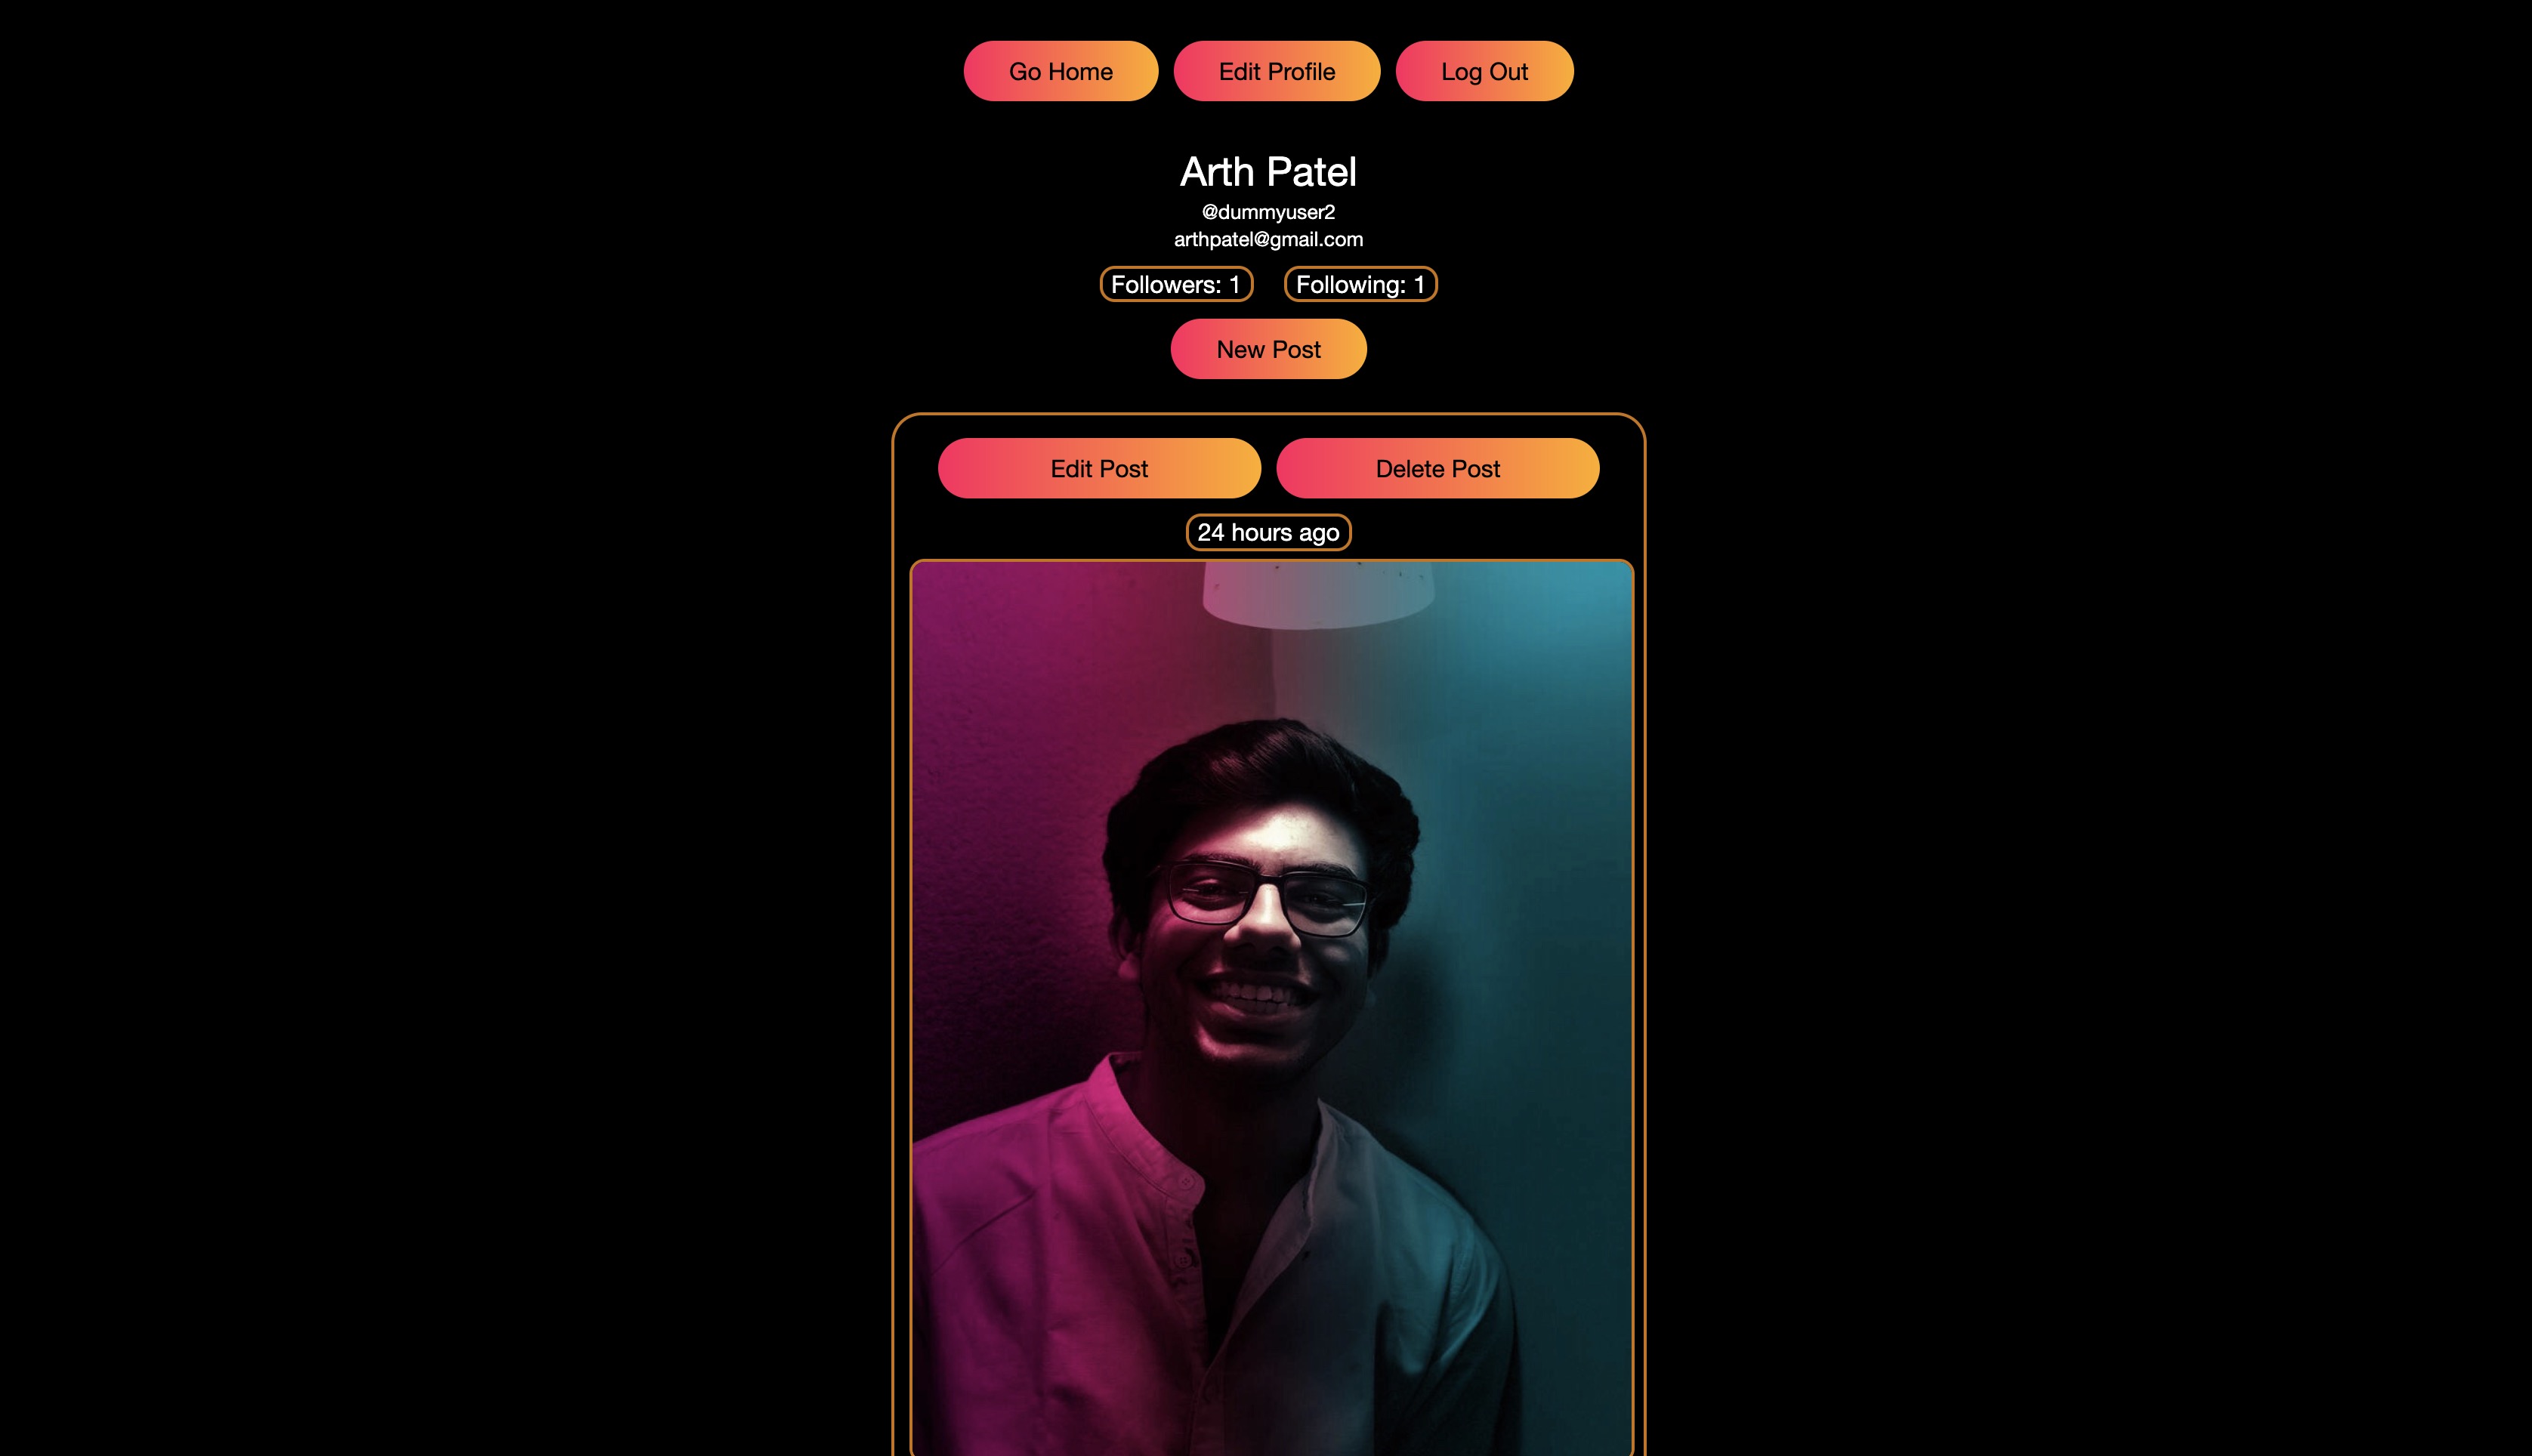 Go Home Edit Profile Log Out
Arth Patel
@dummyuser2
arthpatel@gmail.com
Followers: 1 Following: 1
New Post
Edit Post Delete Post
24 hours ago